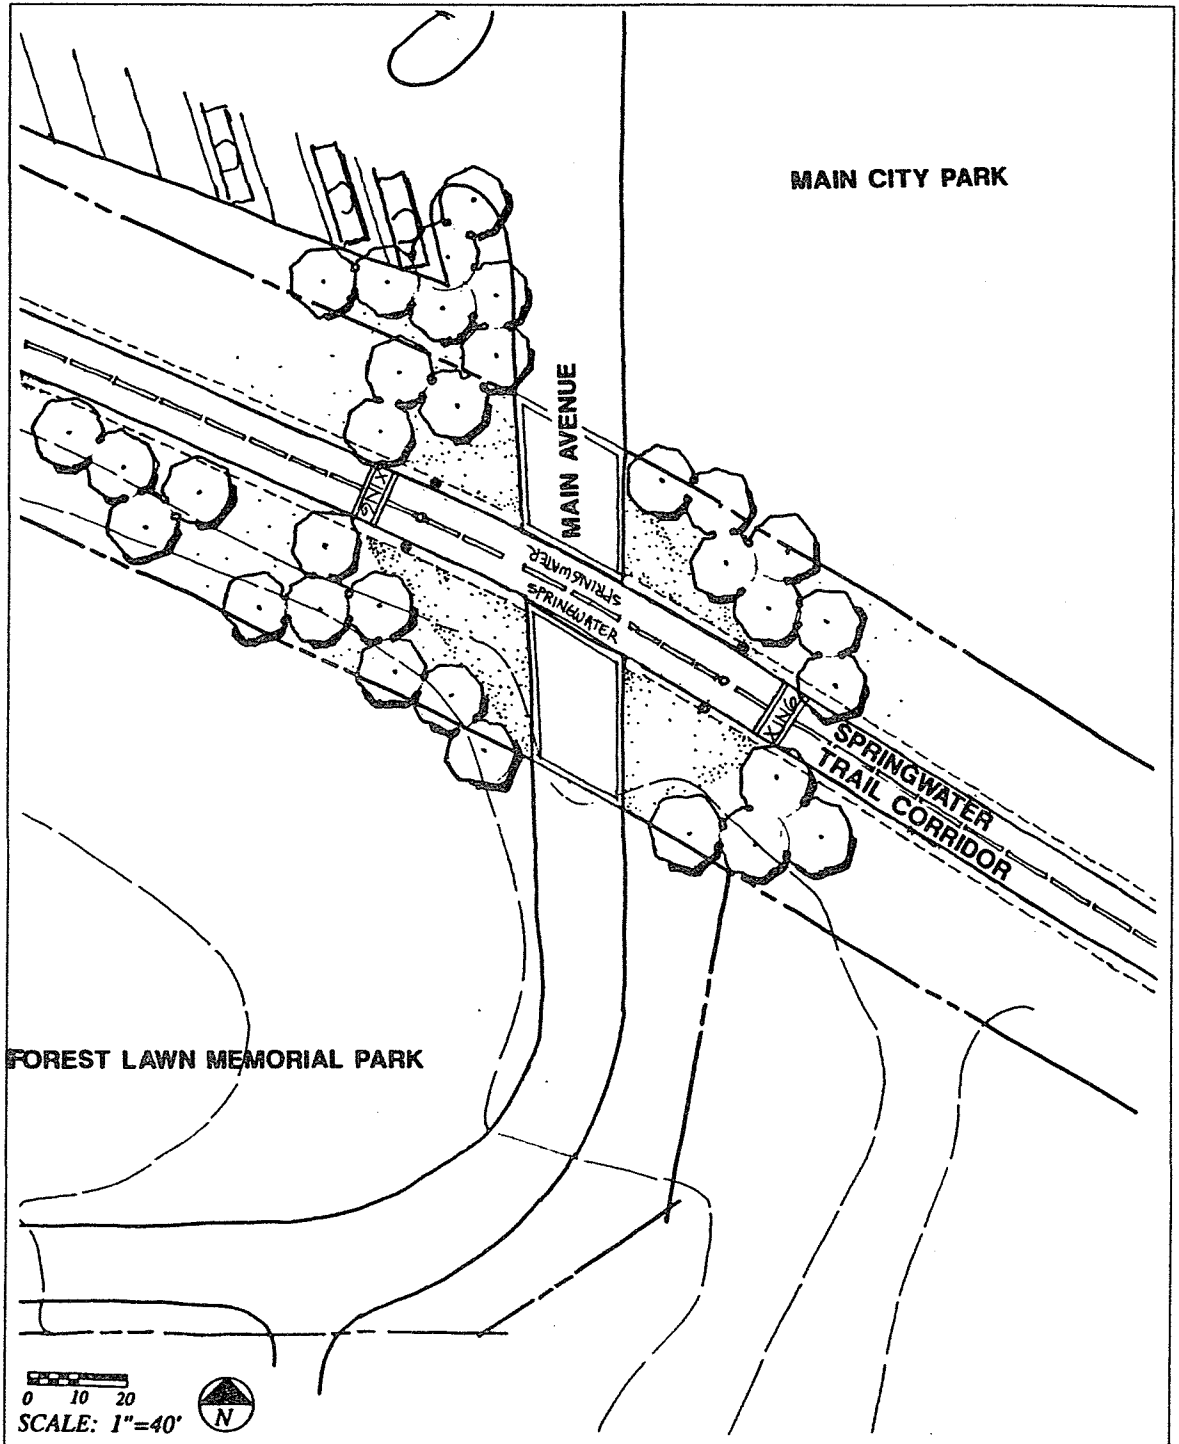 MAIN CITY PARK
MAIN AVENUE
XING
SPRINGWATER
SPRINGWATER
XING
SPRINGWATER
TRAIL CORRIDOR
FOREST LAWN MEMORIAL PARK
0 10 20
N
SCALE: 1"=40'